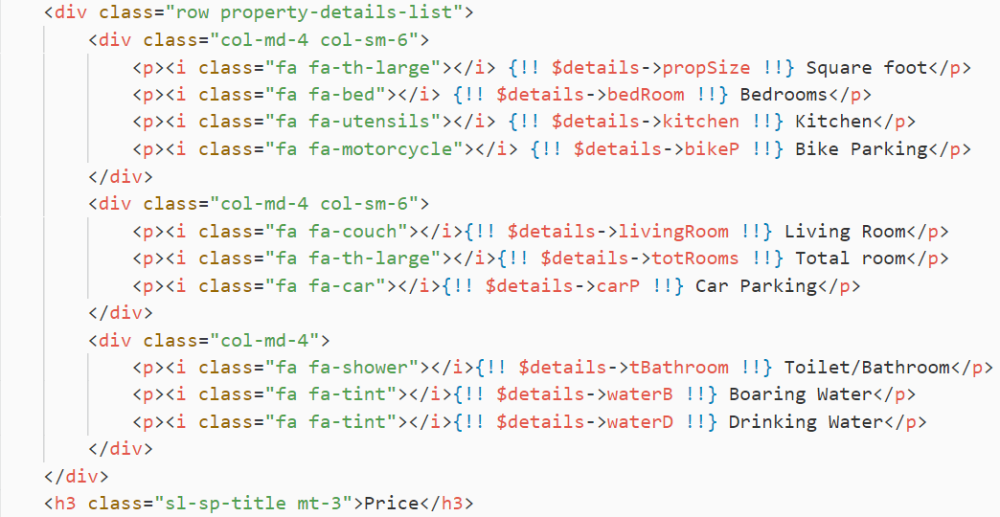 <div class="row property-details-list">
<div class="col-md-4 col-sm-6">
<p><i class="fa fa-th-large"></i> {!! $details->propSize !!} Square foot</p>
<p><i class="fa fa-bed"></i> {!! $details->bedRoom !!} Bedrooms</p>
<p><i class="fa fa-utensils"></i> {!! $details->kitchen !!} Kitchen</p>
<p><i class="fa fa-motorcycle"></i> {!! $details->bikeP !!} Bike Parking</p>
</div>
<div class="col-md-4 col-sm-6">
<p><i class="fa fa-couch"></i>{!! $details->livingRoom !!} Living Room</p>
<p><i class="fa fa-th-large"></i>{!! $details->totRooms !!} Total room</p>
<p><i class="fa fa-car"></i>{!! $details->carP !!} Car Parking</p>
</div>
<div class="col-md-4">
<p><i class="fa fa-shower"></i>{!! $details->tBathroom !!} Toilet/Bathroom</p>
<p><i class="fa fa-tint"></i>{!! $details->waterB !!} Boaring Water</p>
<p><i class="fa fa-tint"></i>{!! $details->waterD !!} Drinking Water</p>
</div>
</div>
<h3 class="sl-sp-title mt-3">Price</h3>